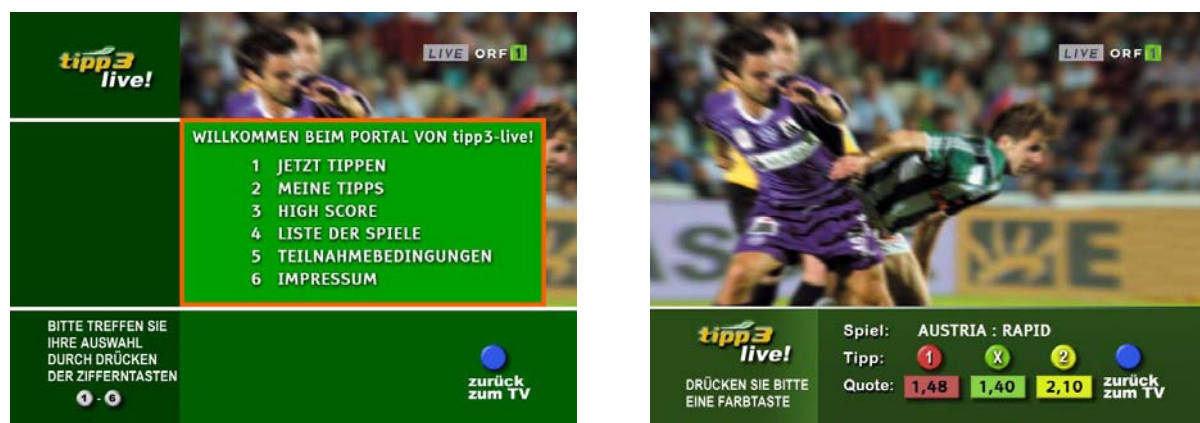 tipp3
live!
LIVE ORF 1
WILLKOMMEN BEIM PORTAL VON tipp3-live!
1 JETZT TIPPEN
2 MEINE TIPPS
3 HIGH SCORE
4 LISTE DER SPIELE
5 TEILNAHMEBEDINGUNGEN
6 IMPRESSUM
BITTE TREFFEN SIE
IHRE AUSWAHL
DURCH DRÜCKEN
DER ZIFFERNTASTEN
1 - 6
zurück
zum TV
LIVE ORF 1
tipp3
live!
DRÜCKEN SIE BITTE
EINE FARBTASTE
Spiel: AUSTRIA : RAPID
Tipp: 1 X 2
Quote: 1,48 1,40 2,10
zurück
zum TV